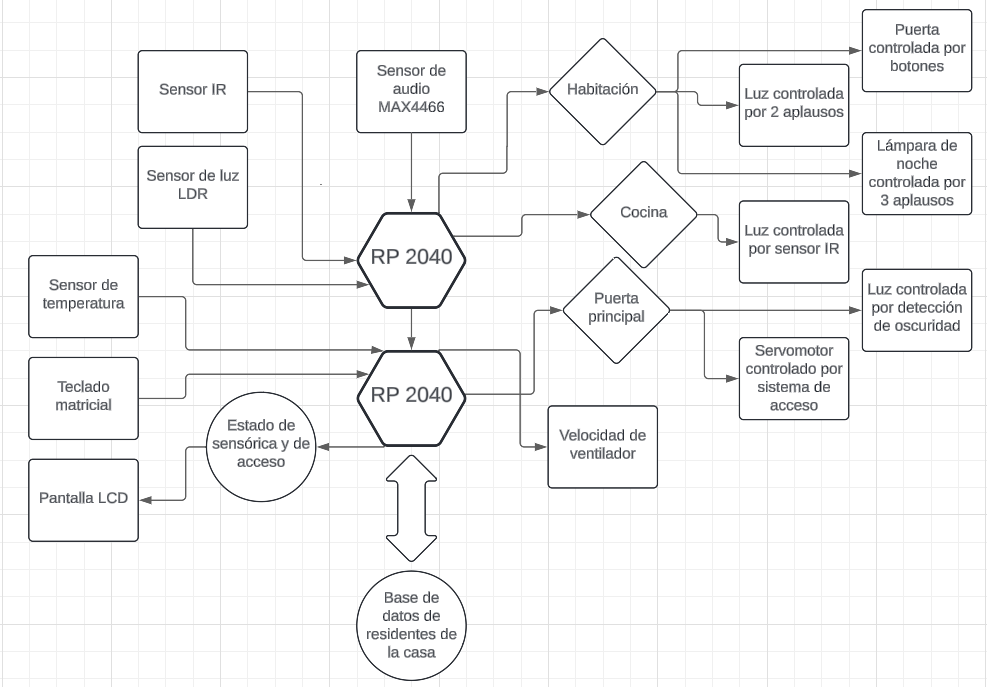 Sensor IR
Sensor de
audio
MAX4466
Habitación
Puerta
controlada por
botones
Luz controlada
por 2 aplausos
Lámpara de
noche
controlada por
3 aplausos
Sensor de luz
LDR
RP 2040
Cocina
Luz controlada
por sensor IR
Sensor de
temperatura
Puerta
principal
Luz controlada
por detección
de oscuridad
Servomotor
controlado por
sistema de
acceso
Teclado
matricial
RP 2040
Estado de
sensórica y de
acceso
Velocidad de
ventilador
Pantalla LCD
Base de
datos de
residentes de
la casa